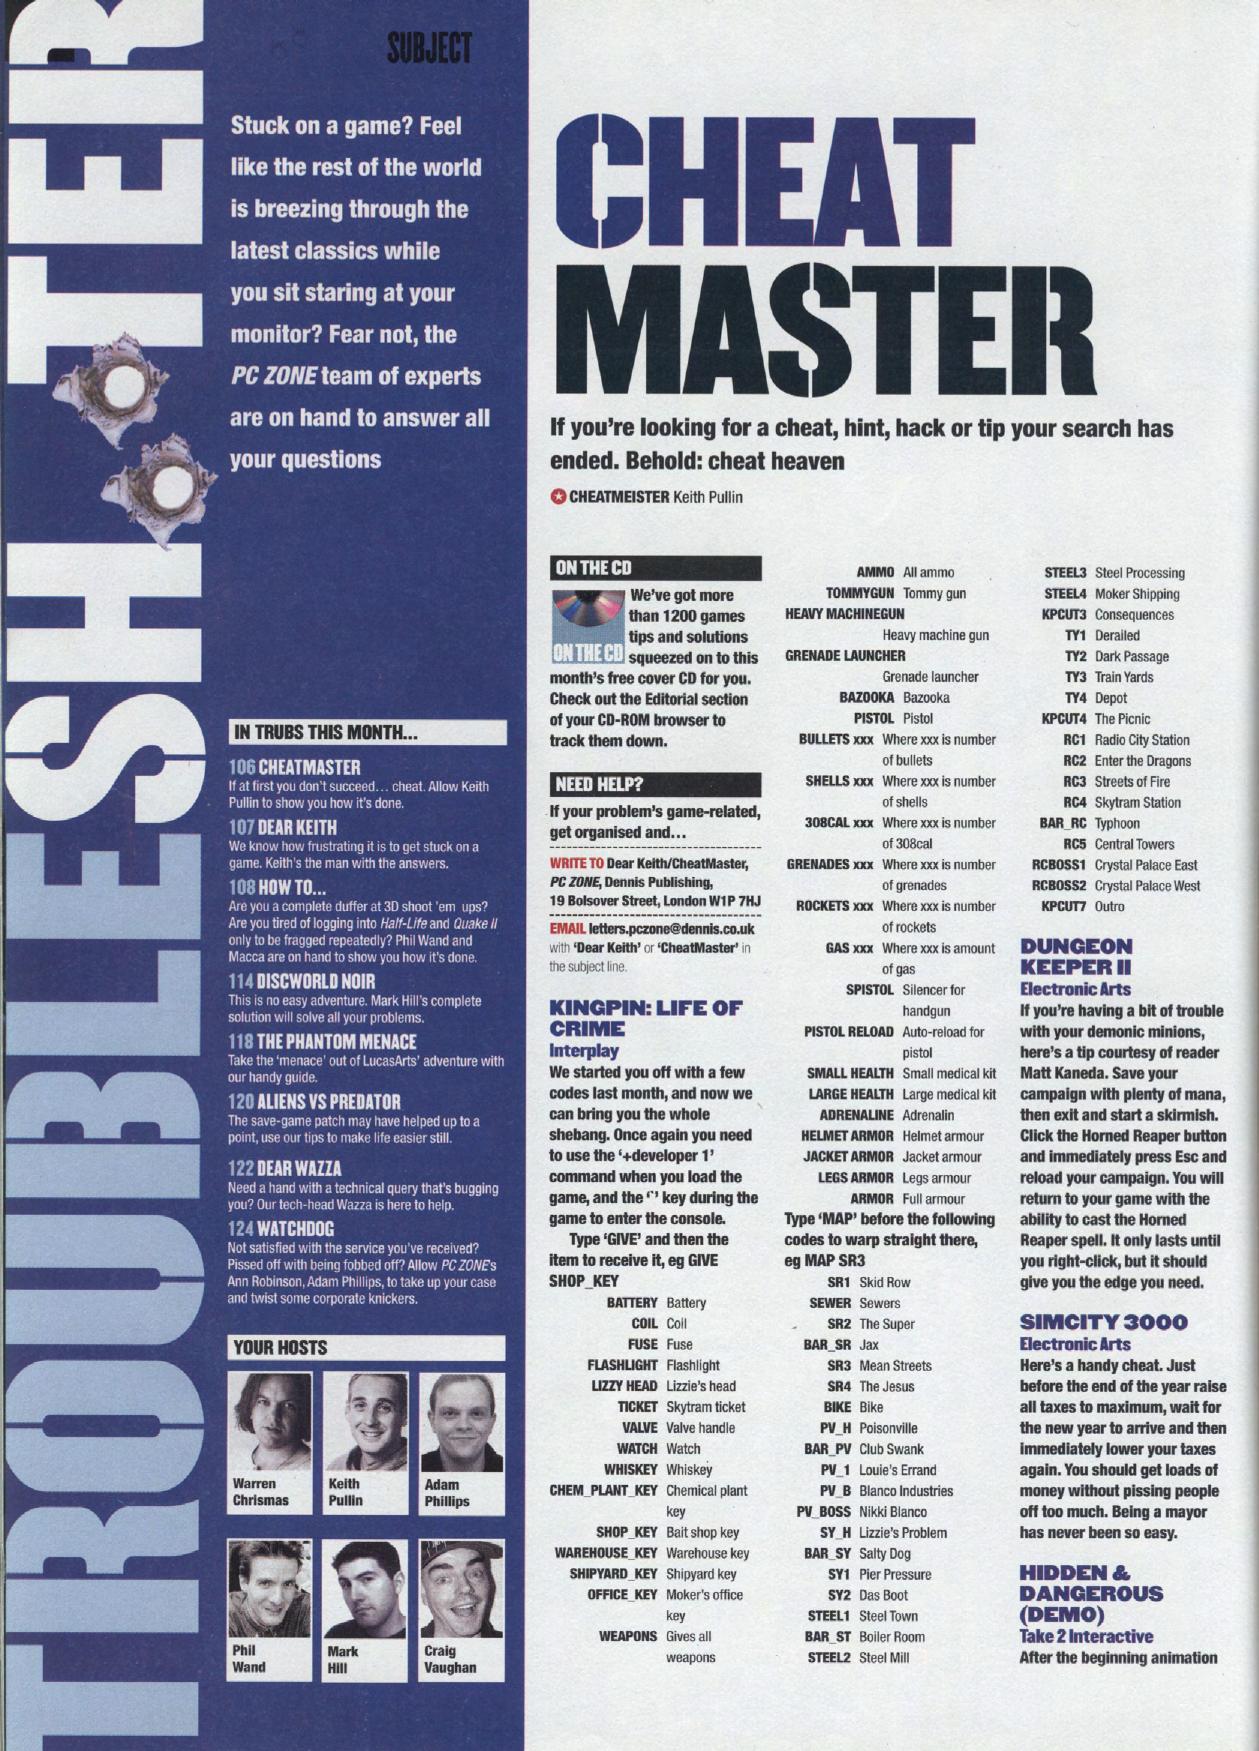 TROUBLESHOOTER
SUBJECT
Stuck on a game? Feel
like the rest of the world
is breezing through the
latest classics while
you sit staring at your
monitor? Fear not, the
PC ZONE team of experts
are on hand to answer all
your questions
IN TRUBS THIS MONTH...
106 CHEATMASTER
If at first you don't succeed... cheat. Allow Keith
Pullin to show you how it's done.
107 DEAR KEITH
We know how frustrating it is to get stuck on a
game. Keith's the man with the answers.
108 HOW TO...
Are you a complete duffer at 3D shoot 'em ups?
Are you tired of logging into Half-Life and Quake II
only to be fragged repeatedly? Phil Wand and
Macca are on hand to show you how it's done.
114 DISCWORLD NOIR
This is no easy adventure. Mark Hill's complete
solution will solve all your problems.
118 THE PHANTOM MENACE
Take the 'menace' out of LucasArts' adventure with
our handy guide.
120 ALIENS VS PREDATOR
The save-game patch may have helped up to a
point, use our tips to make life easier still.
122 DEAR WAZZA
Need a hand with a technical query that's bugging
you? Our tech-head Wazza is here to help.
124 WATCHDOG
Not satisfied with the service you've received?
Pissed off with being fobbed off? Allow PC ZONE's
Ann Robinson, Adam Phillips, to take up your case
and twist some corporate knickers.
YOUR HOSTS
Warren
Chrismas
Keith
Pullin
Adam
Phillips
Phil
Wand
Mark
Hill
Craig
Vaughan
CHEAT
MASTER
If you're looking for a cheat, hint, hack or tip your search has
ended. Behold: cheat heaven
CHEATMEISTER Keith Pullin
ON THE CD
ON THE CD
We've got more
than 1200 games
tips and solutions
squeezed on to this
month's free cover CD for you.
Check out the Editorial section
of your CD-ROM browser to
track them down.
NEED HELP?
If your problem's game-related,
get organised and...
WRITE TO Dear Keith/CheatMaster,
PC ZONE, Dennis Publishing,
19 Bolsover Street, London W1P 7HJ
EMAIL letters.pczone@dennis.co.uk
with 'Dear Keith' or 'CheatMaster' in
the subject line.
KINGPIN: LIFE OF
CRIME
Interplay
We started you off with a few
codes last month, and now we
can bring you the whole
shebang. Once again you need
to use the '+developer 1'
command when you load the
game, and the '`' key during the
game to enter the console.
Type 'GIVE' and then the
item to receive it, eg GIVE
SHOP_KEY
BATTERY Battery
COIL Coil
FUSE Fuse
FLASHLIGHT Flashlight
LIZZY HEAD Lizzie's head
TICKET Skytram ticket
VALVE Valve handle
WATCH Watch
WHISKEY Whiskey
CHEM_PLANT_KEY Chemical plant
key
SHOP_KEY Bait shop key
WAREHOUSE_KEY Warehouse key
SHIPYARD_KEY Shipyard key
OFFICE_KEY Moker's office
key
WEAPONS Gives all
weapons
AMMO All ammo
TOMMYGUN Tommy gun
HEAVY MACHINEGUN
Heavy machine gun
GRENADE LAUNCHER
Grenade launcher
BAZOOKA Bazooka
PISTOL Pistol
BULLETS xxx Where xxx is number
of bullets
SHELLS xxx Where xxx is number
of shells
308CAL xxx Where xxx is number
of 308cal
GRENADES xxx Where xxx is number
of grenades
ROCKETS xxx Where xxx is number
of rockets
GAS xxx Where xxx is amount
of gas
SPISTOL Silencer for
handgun
PISTOL RELOAD Auto-reload for
pistol
SMALL HEALTH Small medical kit
LARGE HEALTH Large medical kit
ADRENALINE Adrenalin
HELMET ARMOR Helmet armour
JACKET ARMOR Jacket armour
LEGS ARMOR Legs armour
ARMOR Full armour
Type 'MAP' before the following
codes to warp straight there,
eg MAP SR3
SR1 Skid Row
SEWER Sewers
SR2 The Super
BAR_SR Jax
SR3 Mean Streets
SR4 The Jesus
BIKE Bike
PV_H Poisonville
BAR_PV Club Swank
PV_1 Louie's Errand
PV_B Blanco Industries
PV_BOSS Nikki Blanco
SY_H Lizzie's Problem
BAR_SY Salty Dog
SY1 Pier Pressure
SY2 Das Boot
STEEL1 Steel Town
BAR_ST Boiler Room
STEEL2 Steel Mill
STEEL3 Steel Processing
STEEL4 Moker Shipping
KPCUT3 Consequences
TY1 Derailed
TY2 Dark Passage
TY3 Train Yards
TY4 Depot
KPCUT4 The Picnic
RC1 Radio City Station
RC2 Enter the Dragons
RC3 Streets of Fire
RC4 Skytram Station
BAR_RC Typhoon
RC5 Central Towers
RCBOSS1 Crystal Palace East
RCBOSS2 Crystal Palace West
KPCUT7 Outro
DUNGEON
KEEPER II
Electronic Arts
If you're having a bit of trouble
with your demonic minions,
here's a tip courtesy of reader
Matt Kaneda. Save your
campaign with plenty of mana,
then exit and start a skirmish.
Click the Horned Reaper button
and immediately press Esc and
reload your campaign. You will
return to your game with the
ability to cast the Horned
Reaper spell. It only lasts until
you right-click, but it should
give you the edge you need.
SIMCITY 3000
Electronic Arts
Here's a handy cheat. Just
before the end of the year raise
all taxes to maximum, wait for
the new year to arrive and then
immediately lower your taxes
again. You should get loads of
money without pissing people
off too much. Being a mayor
has never been so easy.
HIDDEN &
DANGEROUS
(DEMO)
Take 2 Interactive
After the beginning animation